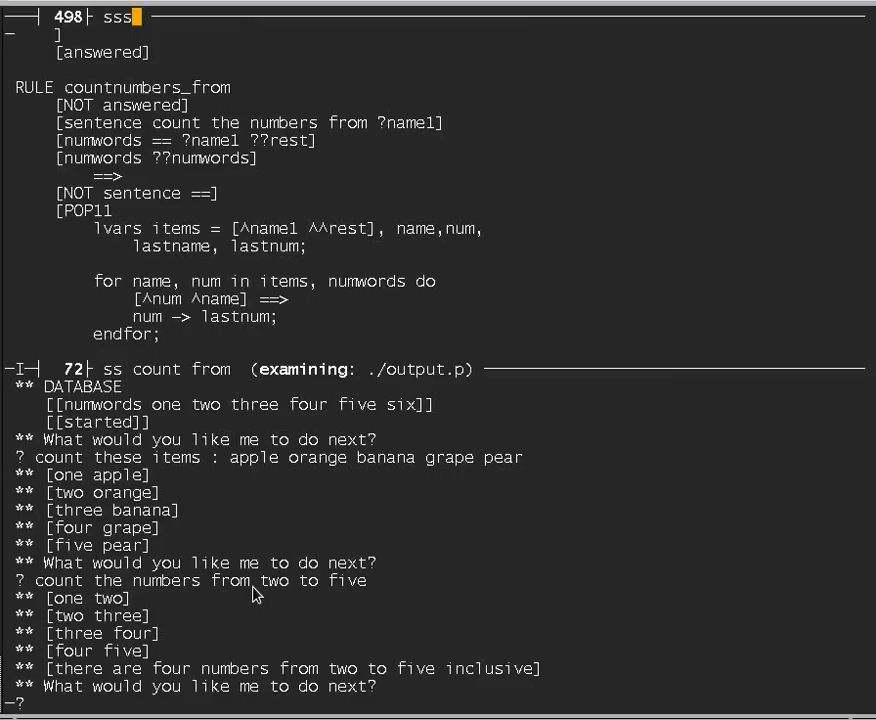 498 sss
]
[answered]
RULE countnumbers_from
[NOT answered]
[sentence count the numbers from ?name1]
[numwords == ?name1 ??rest]
[numwords ??numwords]
==>
[NOT sentence ==]
[POP11
lvars items = [^name1 ^^rest], name,num,
lastname, lastnum;
for name, num in items, numwords do
[^num ^name] ==>
num -> lastnum;
endfor;
-I- 72 ss count from (examining: ./output.p)
** DATABASE
[[numwords one two three four five six]]
[[started]]
** What would you like me to do next?
? count these items : apple orange banana grape pear
** [one apple]
** [two orange]
** [three banana]
** [four grape]
** [five pear]
** What would you like me to do next?
? count the numbers from two to five
** [one two]
** [two three]
** [three four]
** [four five]
** [there are four numbers from two to five inclusive]
** What would you like me to do next?
-?